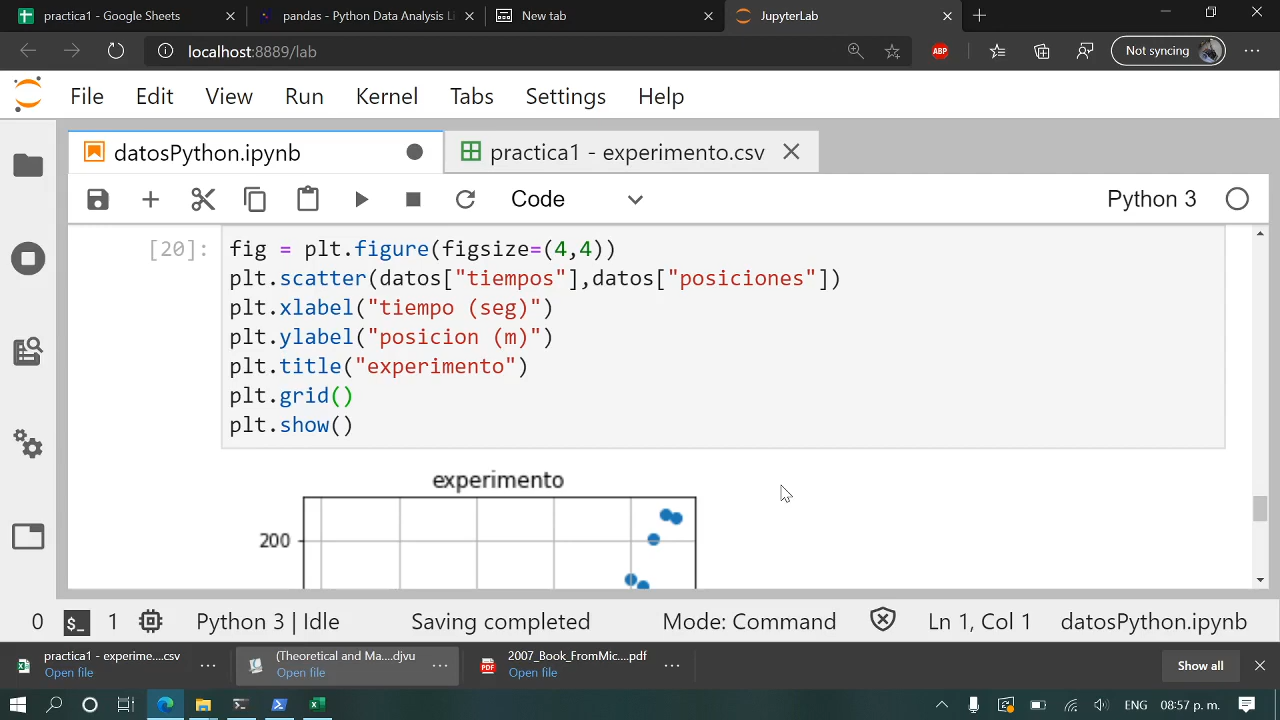 practica1 - Google Sheets
pandas - Python Data Analysis Li
New tab
JupyterLab
localhost:8889/lab
ABP
Not syncing
File Edit View Run Kernel Tabs Settings Help
datosPython.ipynb
practica1 - experimento.csv
Code
Python 3
[20]:
fig = plt.figure(figsize=(4,4))
plt.scatter(datos["tiempos"],datos["posiciones"])
plt.xlabel("tiempo (seg)")
plt.ylabel("posicion (m)")
plt.title("experimento")
plt.grid()
plt.show()
experimento
200
0 $_ 1 Python 3 | Idle Saving completed Mode: Command Ln 1, Col 1 datosPython.ipynb
practica1 - experime....csv
Open file
(Theoretical and Ma....djvu
Open file
PDF
2007_Book_FromMic....pdf
Open file
Show all
ENG 08:57 p. m.